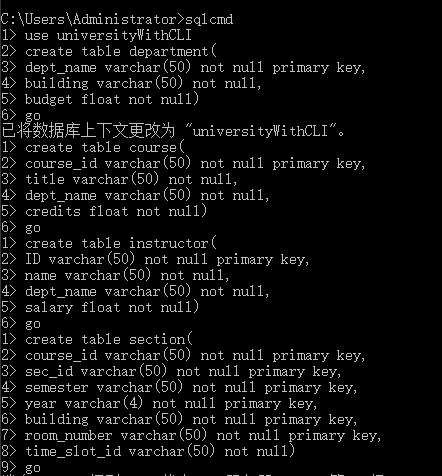 C:\Users\Administrator>sqlcmd
1> use universityWithCLI
2> create table department(
3> dept_name varchar(50) not null primary key,
4> building varchar(50) not null,
5> budget float not null)
6> go
已将数据库上下文更改为 "universityWithCLI"。
1> create table course(
2> course_id varchar(50) not null primary key,
3> title varchar(50) not null,
4> dept_name varchar(50) not null,
5> credits float not null)
6> go
1> create table instructor(
2> ID varchar(50) not null primary key,
3> name varchar(50) not null,
4> dept_name varchar(50) not null,
5> salary float not null)
6> go
1> create table section(
2> course_id varchar(50) not null primary key,
3> sec_id varchar(50) not null primary key,
4> semester varchar(50) not null primary key,
5> year varchar(4) not null primary key,
6> building varchar(50) not null primary key,
7> room_number varchar(50) not null primary key,
8> time_slot_id varchar(50) not null)
9> go